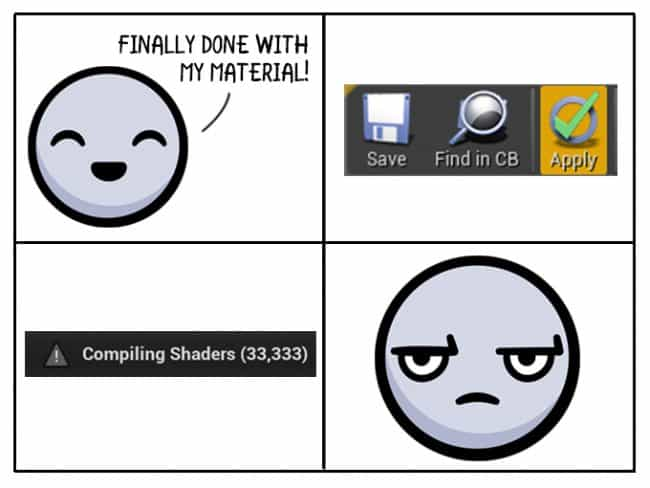 FINALLY DONE WITH
MY MATERIAL!
Save Find in CB Apply
Compiling Shaders (33,333)